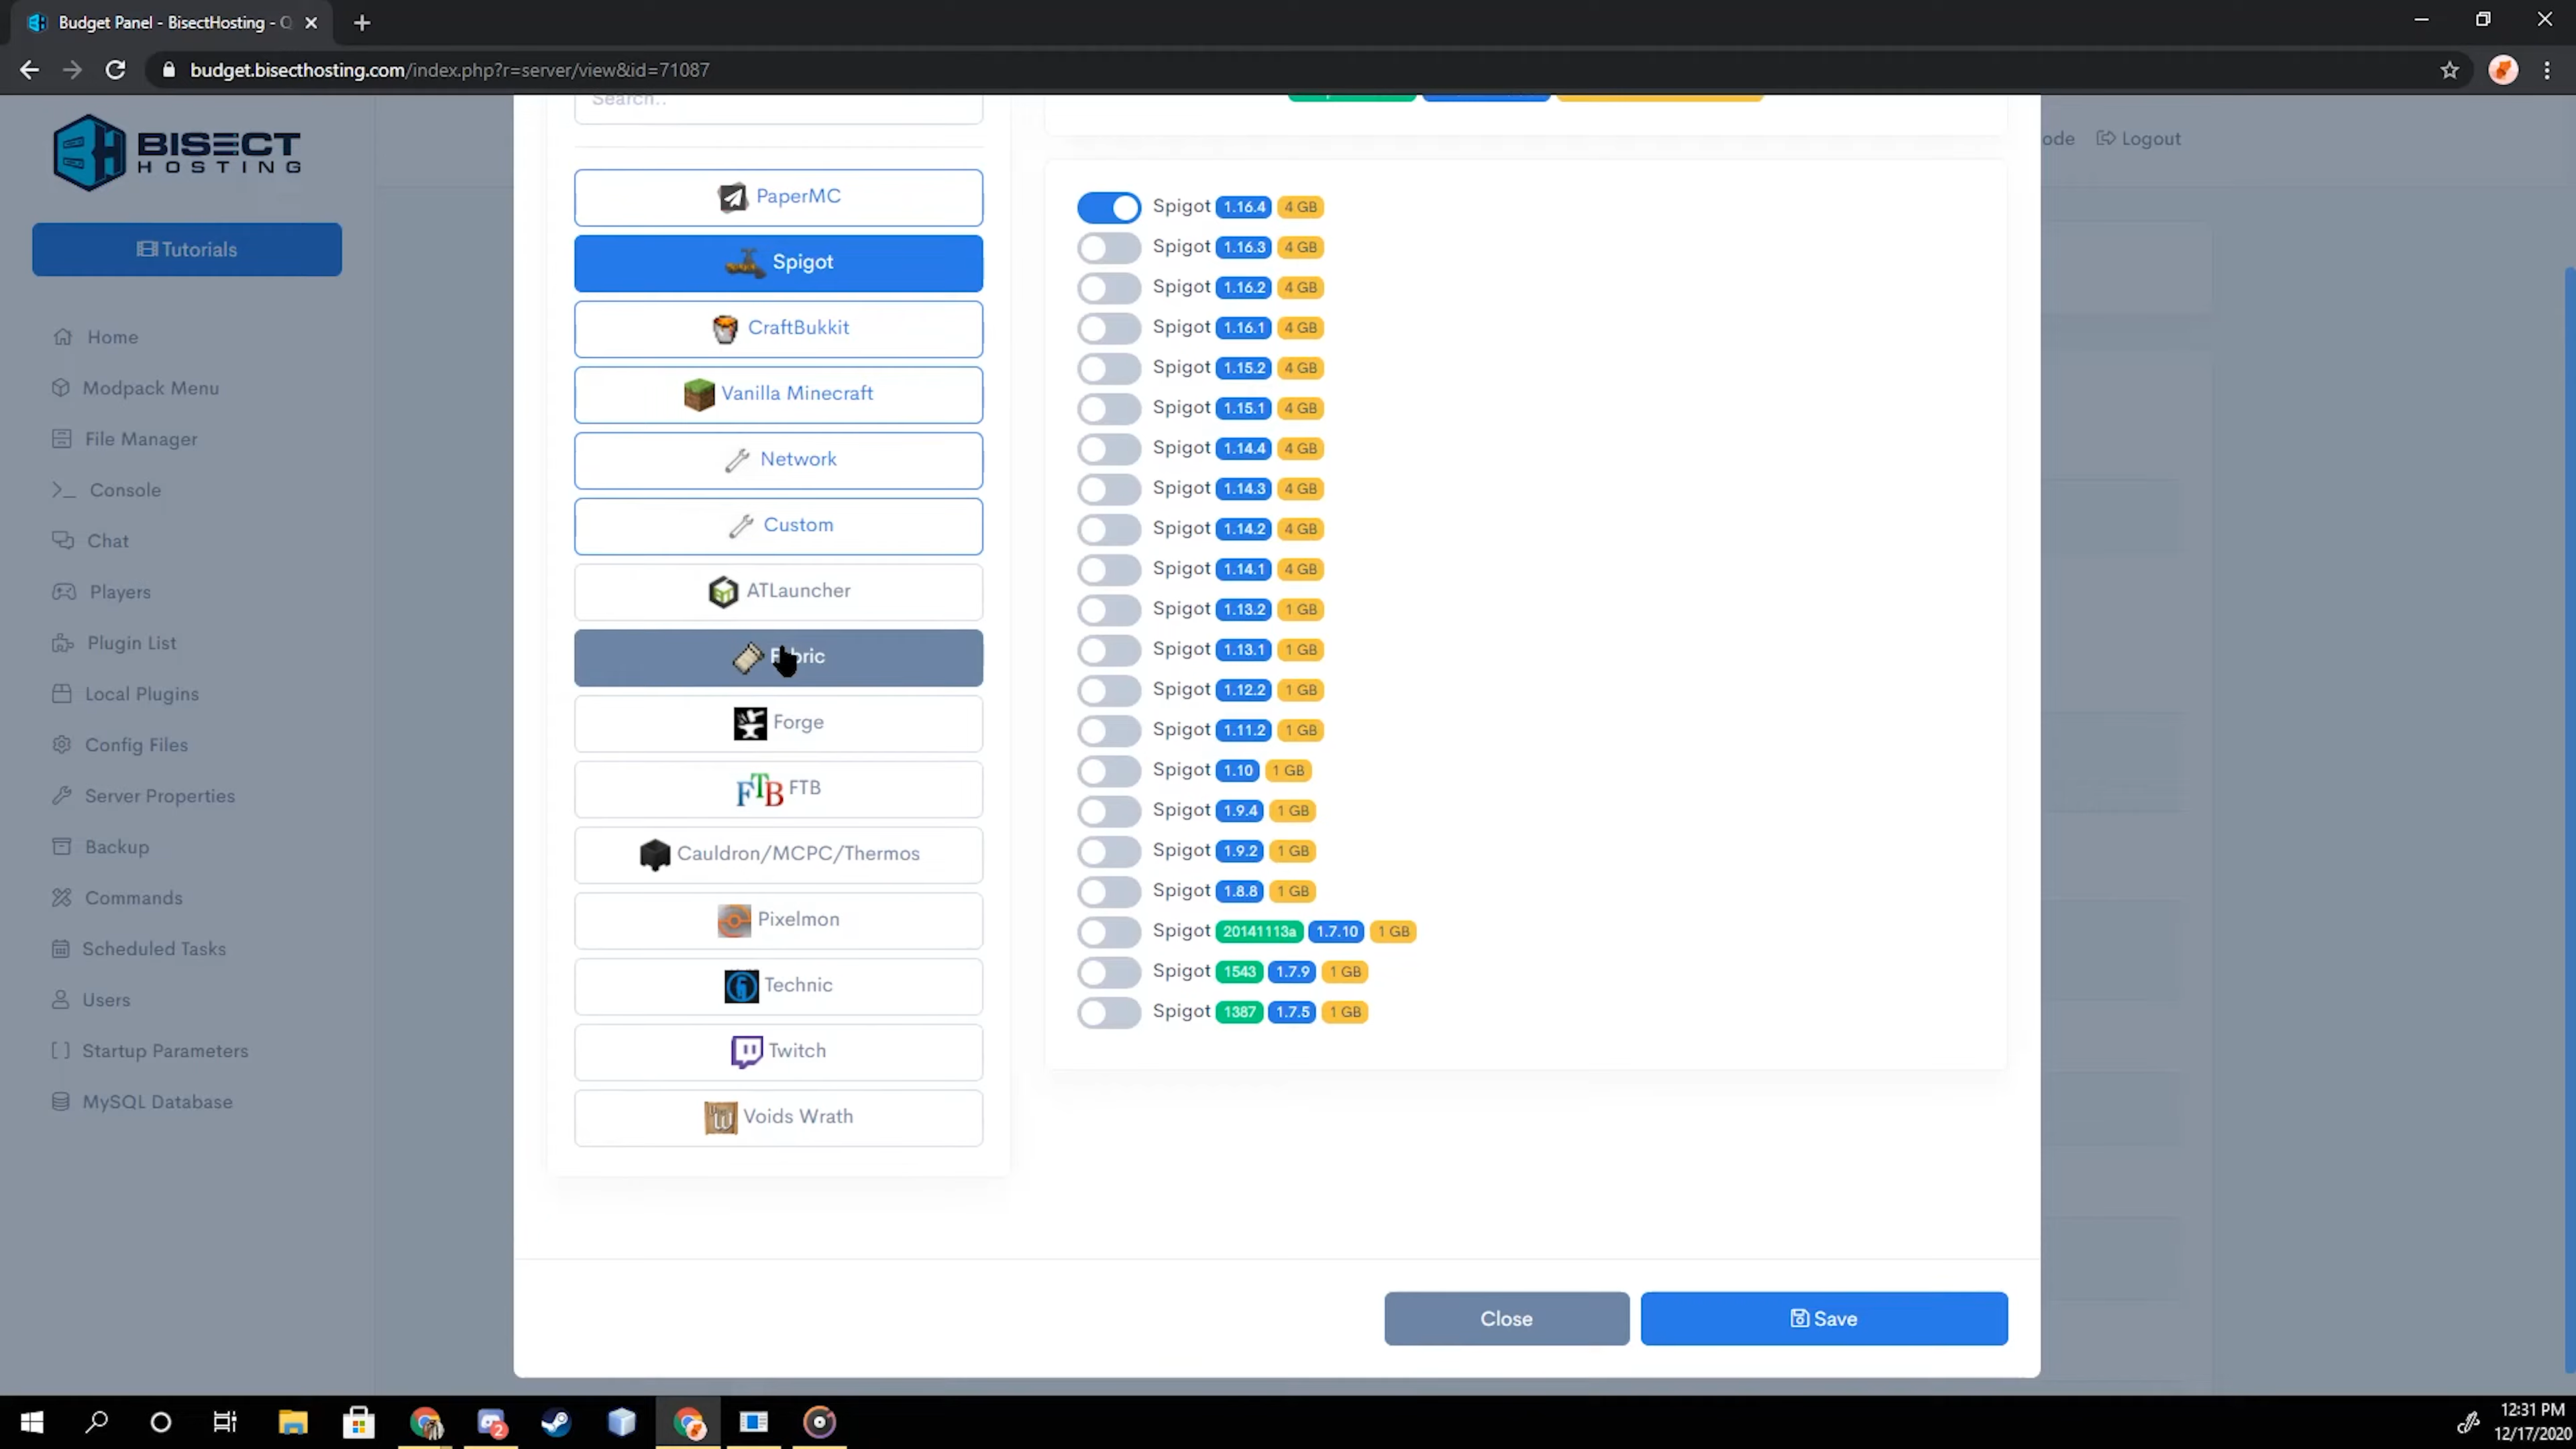 Budget Panel - BisectHosting - Q
budget.bisecthosting.com/index.php?r=server/view&id=71087
BISECT
HOSTING
Tutorials
Home
Modpack Menu
File Manager
Console
Chat
Players
Plugin List
Local Plugins
Config Files
Server Properties
Backup
Commands
Scheduled Tasks
Users
Startup Parameters
MySQL Database
Search..
PaperMC
Spigot
CraftBukkit
Vanilla Minecraft
Network
Custom
ATLauncher
Fabric
Forge
FTB FTB
Cauldron/MCPC/Thermos
Pixelmon
Technic
Twitch
Voids Wrath
Spigot 1.16.4 4 GB
Spigot 1.16.3 4 GB
Spigot 1.16.2 4 GB
Spigot 1.16.1 4 GB
Spigot 1.15.2 4 GB
Spigot 1.15.1 4 GB
Spigot 1.14.4 4 GB
Spigot 1.14.3 4 GB
Spigot 1.14.2 4 GB
Spigot 1.14.1 4 GB
Spigot 1.13.2 1 GB
Spigot 1.13.1 1 GB
Spigot 1.12.2 1 GB
Spigot 1.11.2 1 GB
Spigot 1.10 1 GB
Spigot 1.9.4 1 GB
Spigot 1.9.2 1 GB
Spigot 1.8.8 1 GB
Spigot 20141113a 1.7.10 1 GB
Spigot 1543 1.7.9 1 GB
Spigot 1387 1.7.5 1 GB
ode Logout
Close
Save
2
12:31 PM
12/17/2020